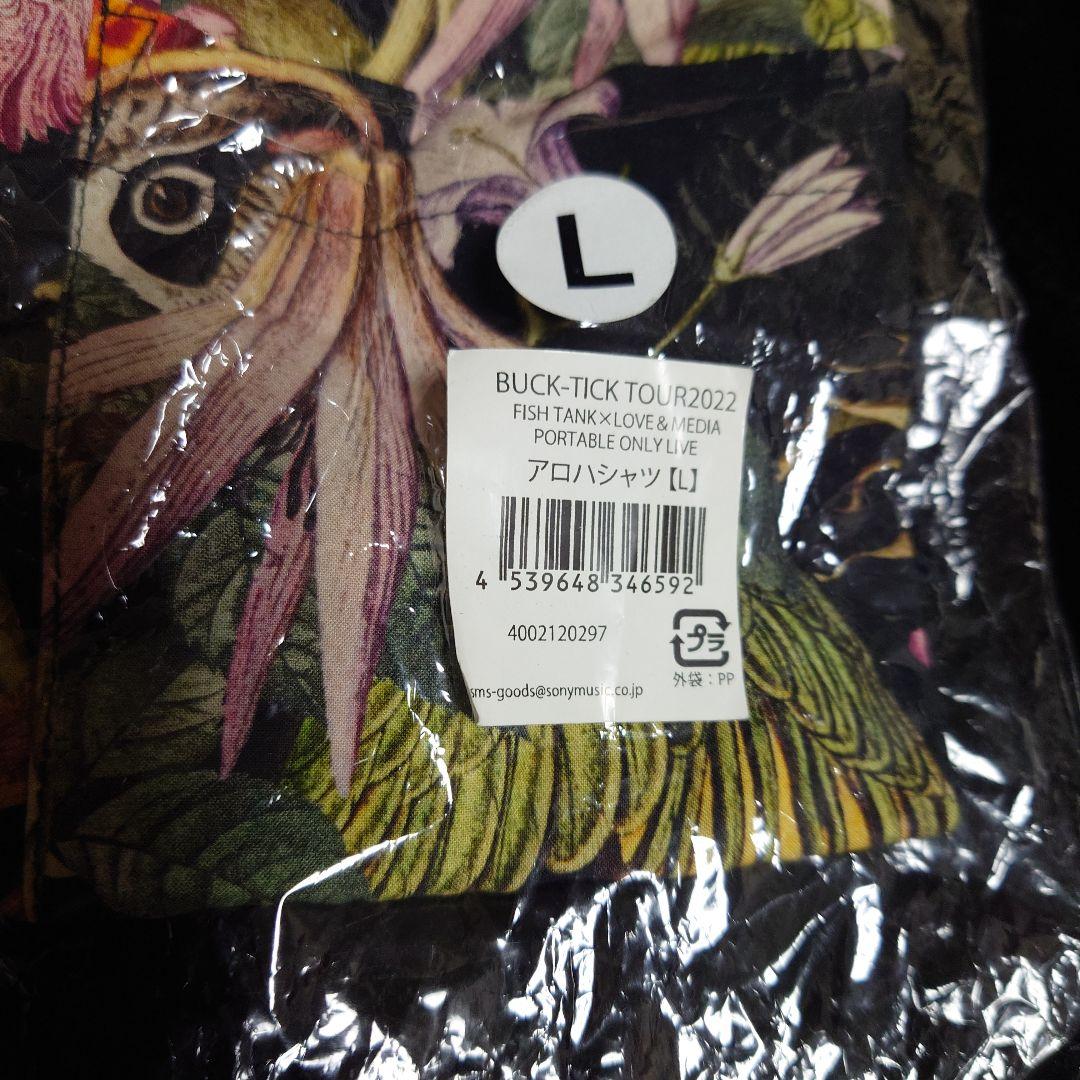 L
BUCK-TICK TOUR2022
FISH TANK×LOVE & MEDIA
PORTABLE ONLY LIVE
アロハシャツ【L】
4 539648 346592
4002120297
プラ
外袋：PP
sms-goods@sonymusic.co.jp